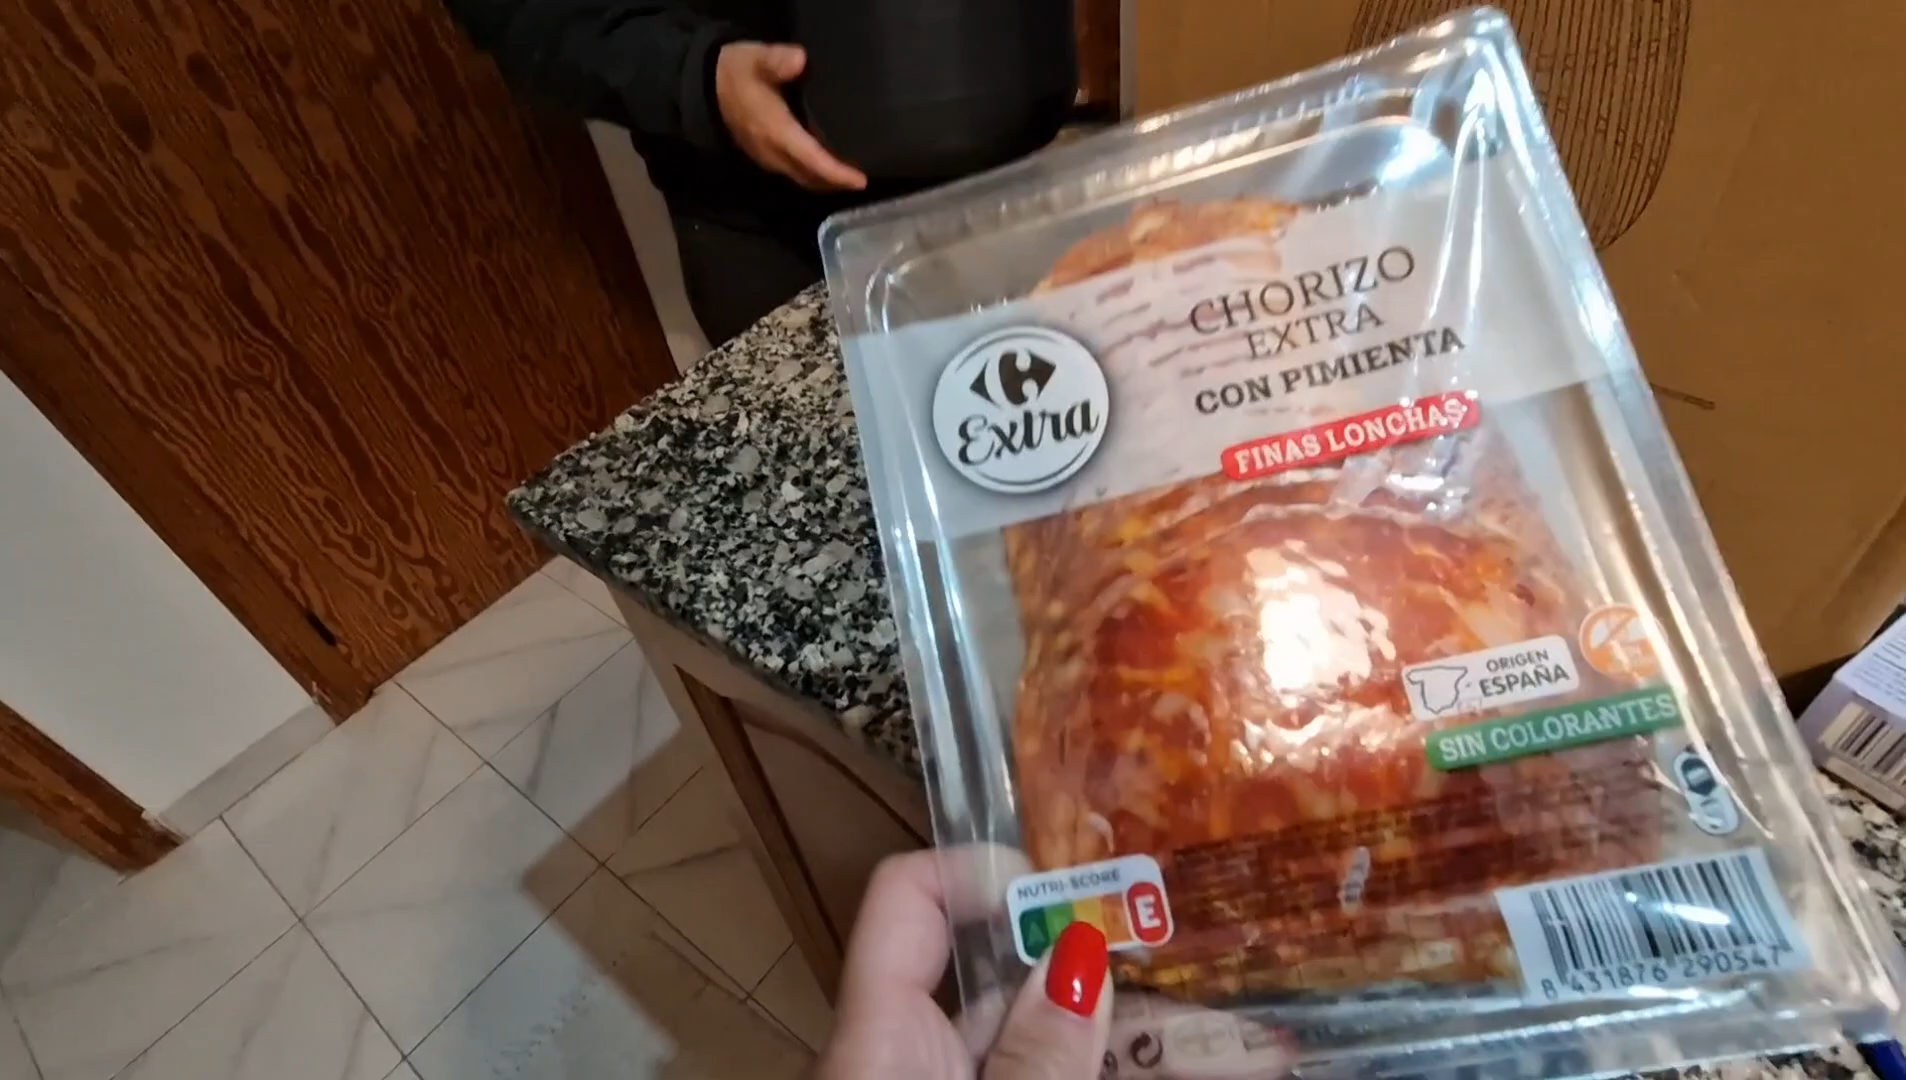 CHORIZO
EXTRA
CON PIMIENTA
FINAS LONCHAS
Extra
ORIGEN
ESPAÑA
SIN COLORANTES
NUTRI-SCORE
A E
8 431876 290547